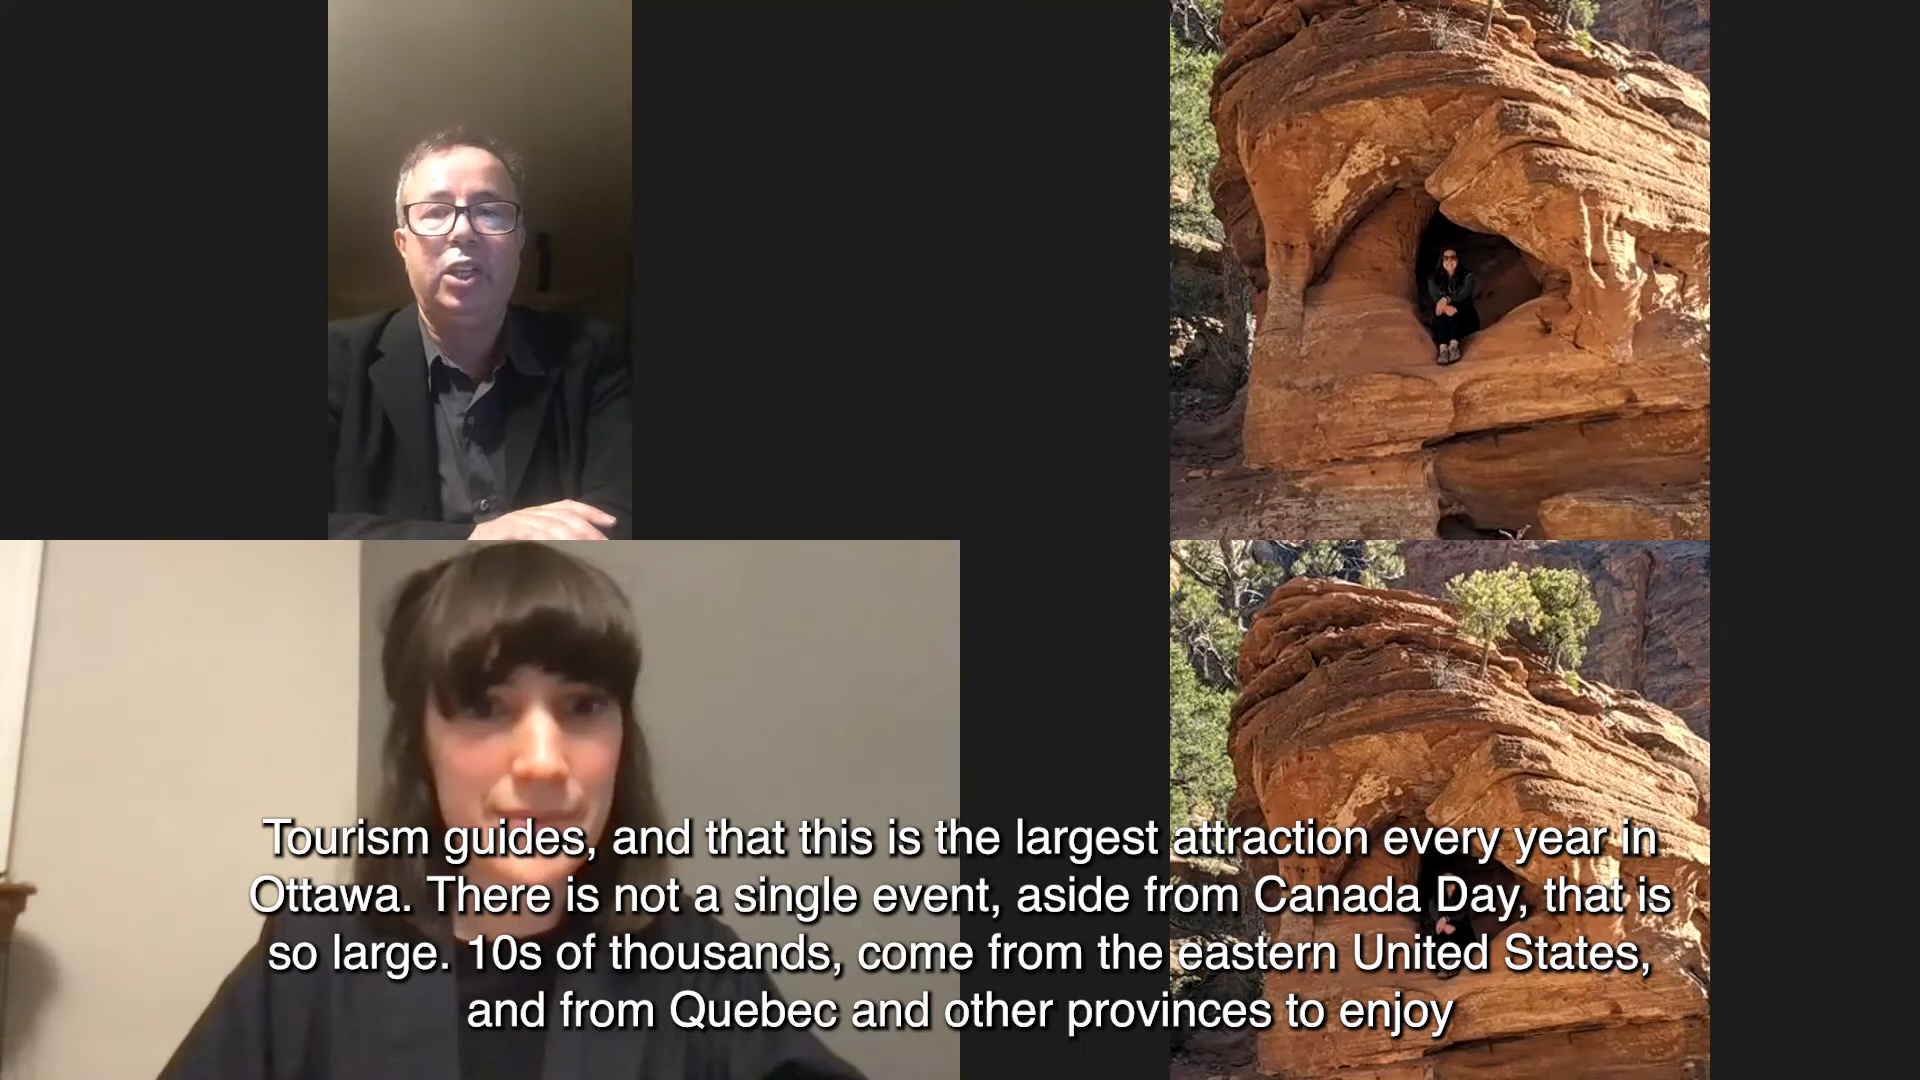 Tourism guides, and that this is the largest attraction every year in
Ottawa. There is not a single event, aside from Canada Day, that is
so large. 10s of thousands, come from the eastern United States,
and from Quebec and other provinces to enjoy